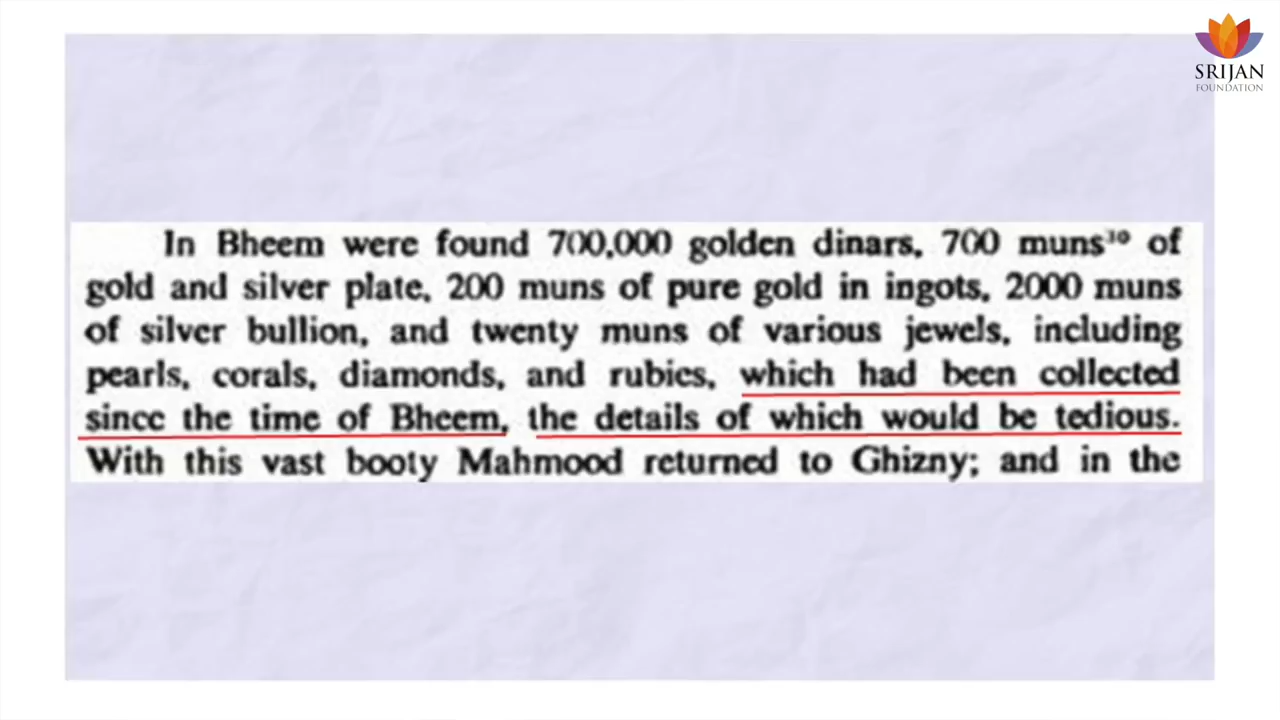 SRIJAN
FOUNDATION
In Bheem were found 700,000 golden dinars, 700 muns³⁰ of
gold and silver plate, 200 muns of pure gold in ingots, 2000 muns
of silver bullion, and twenty muns of various jewels, including
pearls, corals, diamonds, and rubies, which had been collected
since the time of Bheem, the details of which would be tedious.
With this vast booty Mahmood returned to Ghizny; and in the